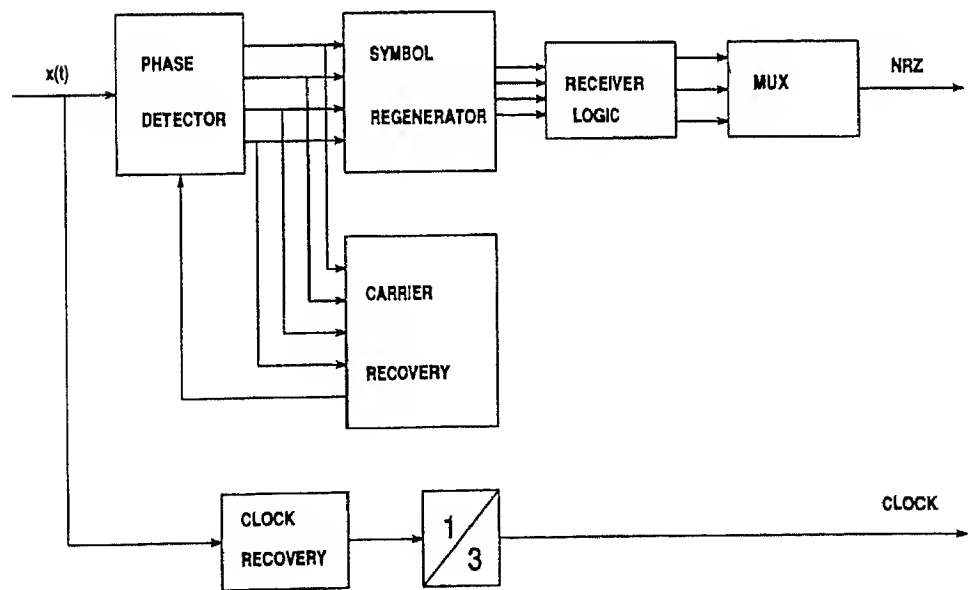 x(t)
PHASE
DETECTOR
SYMBOL
REGENERATOR
RECEIVER
LOGIC
MUX
NRZ
CARRIER
RECOVERY
CLOCK
RECOVERY
1/3
CLOCK